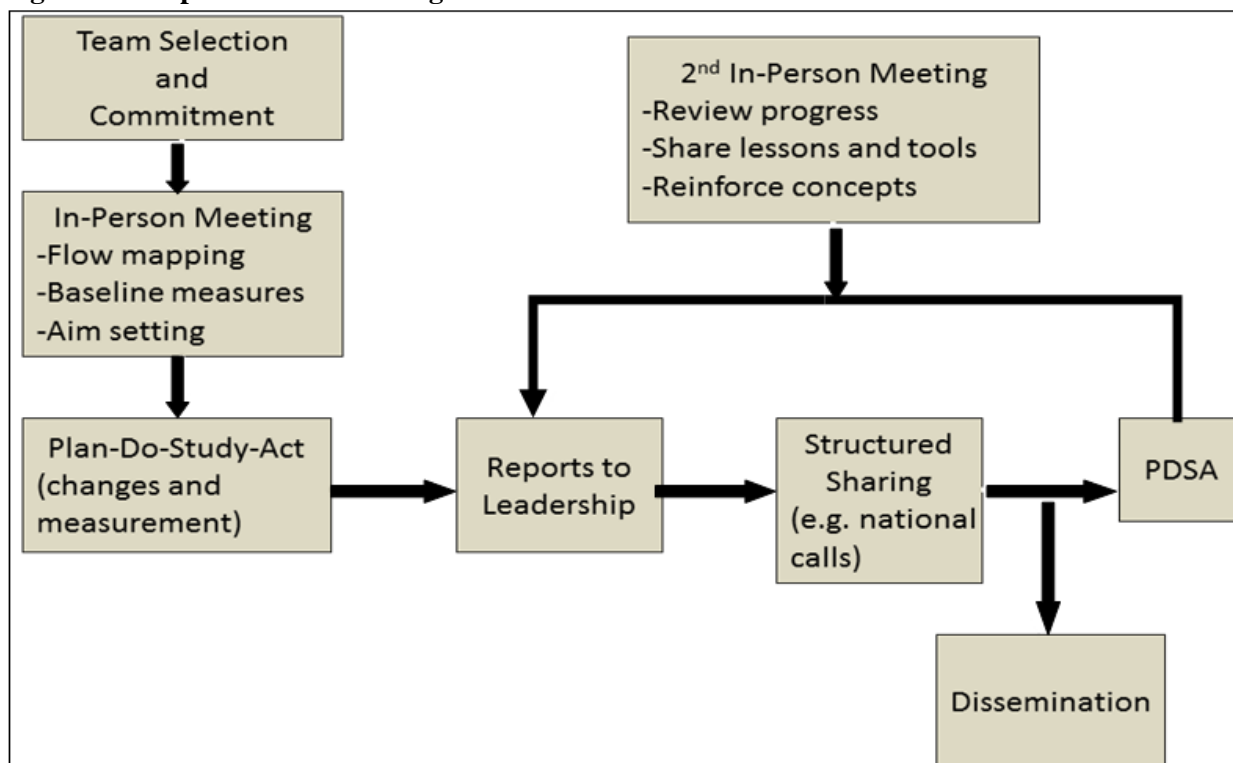 Team Selection
and
Commitment
2nd In-Person Meeting
-Review progress
-Share lessons and tools
-Reinforce concepts
In-Person Meeting
-Flow mapping
-Baseline measures
-Aim setting
Plan-Do-Study-Act
(changes and
measurement)
Reports to
Leadership
Structured
Sharing
(e.g. national
calls)
PDSA
Dissemination